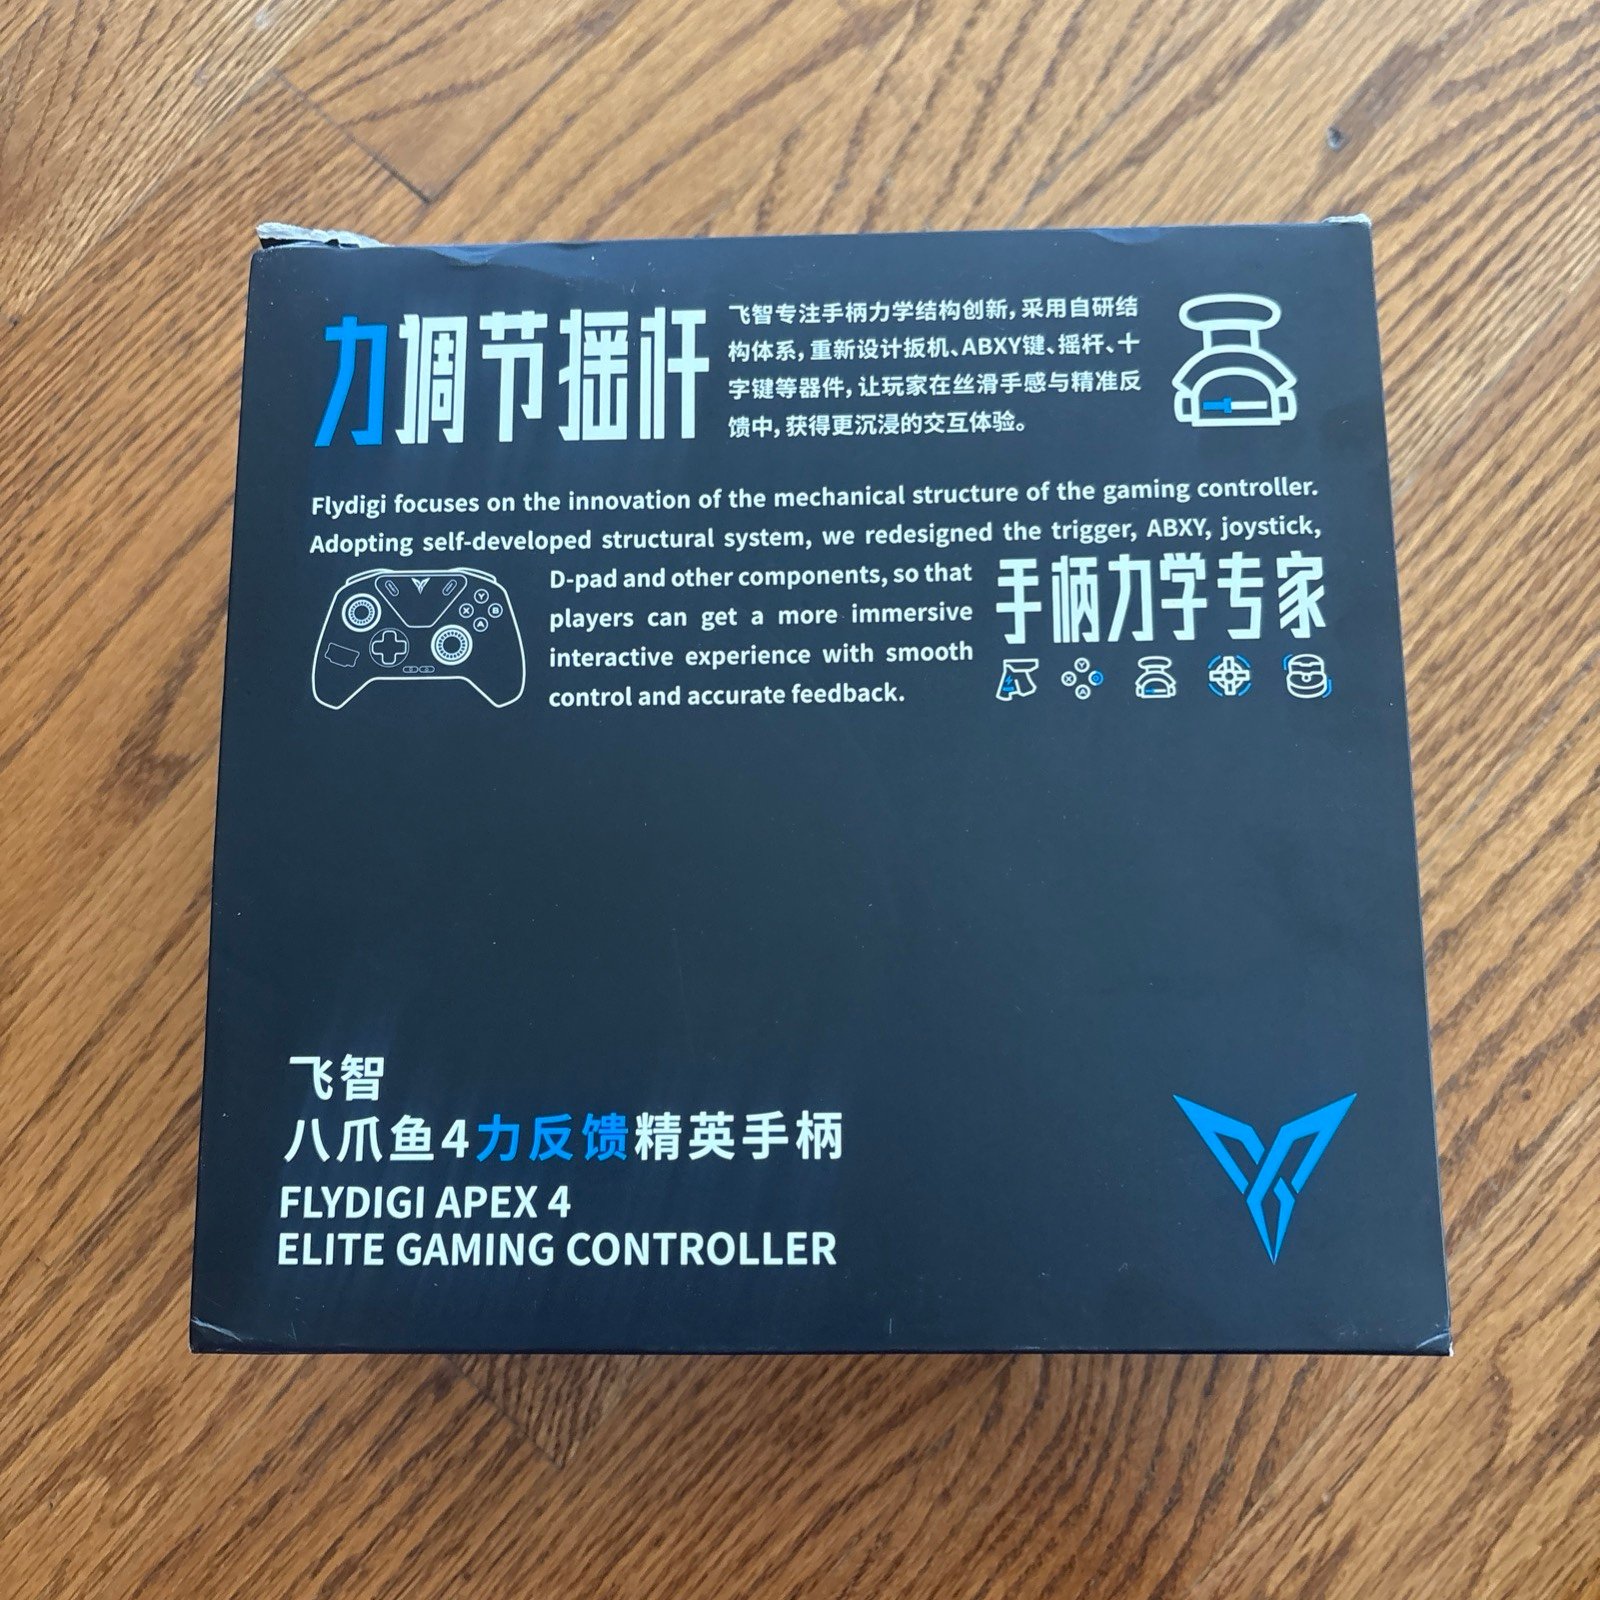 力调节摇杆
飞智专注手柄力学结构创新，采用自研结
构体系，重新设计扳机、ABXY键、摇杆、十
字键等器件，让玩家在丝滑手感与精准反
馈中，获得更沉浸的交互体验。
Flydigi focuses on the innovation of the mechanical structure of the gaming controller.
Adopting self-developed structural system, we redesigned the trigger, ABXY, joystick,
D-pad and other components, so that
players can get a more immersive
interactive experience with smooth
control and accurate feedback.
手柄力学专家
Y
X B
A
Y
X
A
飞智
八爪鱼4力反馈精英手柄
FLYDIGI APEX 4
ELITE GAMING CONTROLLER